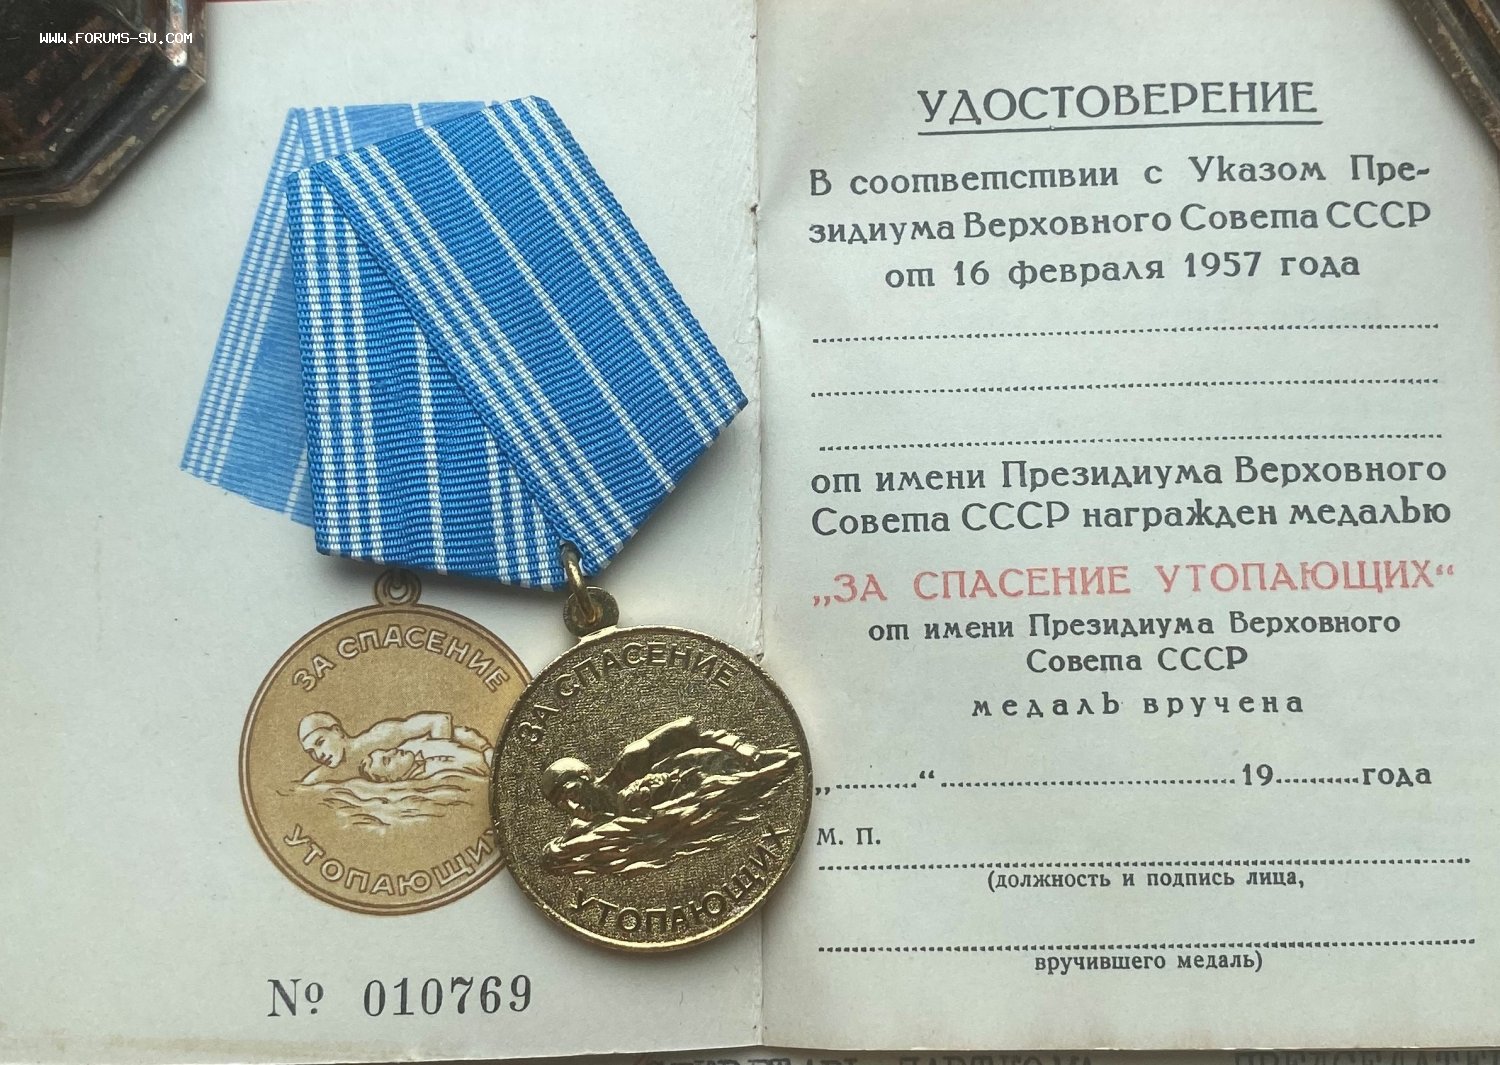 WWW.FORUMS-SU.COM
ЗА СПАСЕНИЕ
УТОПАЮЩИХ
ЗА СПАСЕНИЕ
УТОПАЮЩИХ
№ 010769
УДОСТОВЕРЕНИЕ
В соответствии с Указом Пре-
зидиума Верховного Совета СССР
от 16 февраля 1957 года
от имени Президиума Верховного
Совета СССР награжден медалью
„ЗА СПАСЕНИЕ УТОПАЮЩИХ“
от имени Президиума Верховного
Совета СССР
медаль вручена
„..........“..............................19..........года
М. П.
(должность и подпись лица,
вручившего медаль)